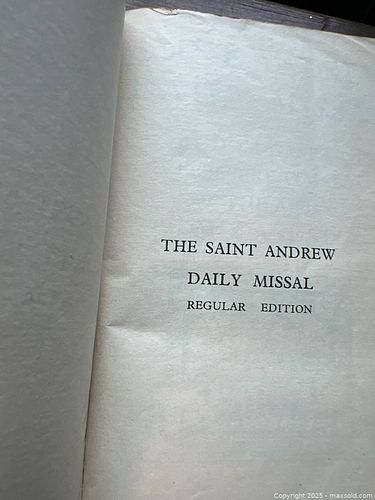 THE SAINT ANDREW
DAILY MISSAL
REGULAR EDITION
Copyright 2025 - maxsold.com